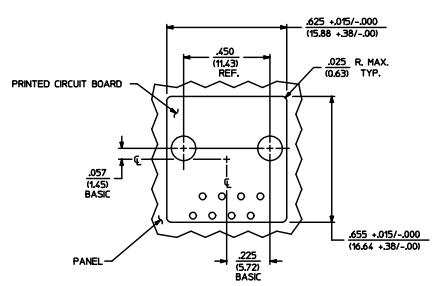 .625 +.015/-.000
(15.88 +.38/-.00)
.450
(11.43)
REF.
.025 R. MAX.
(0.63) TYP.
PRINTED CIRCUIT BOARD
℄
.057
(1.45)
BASIC
℄
.655 +.015/-.000
(16.64 +.38/-.00)
.225
(5.72)
BASIC
PANEL